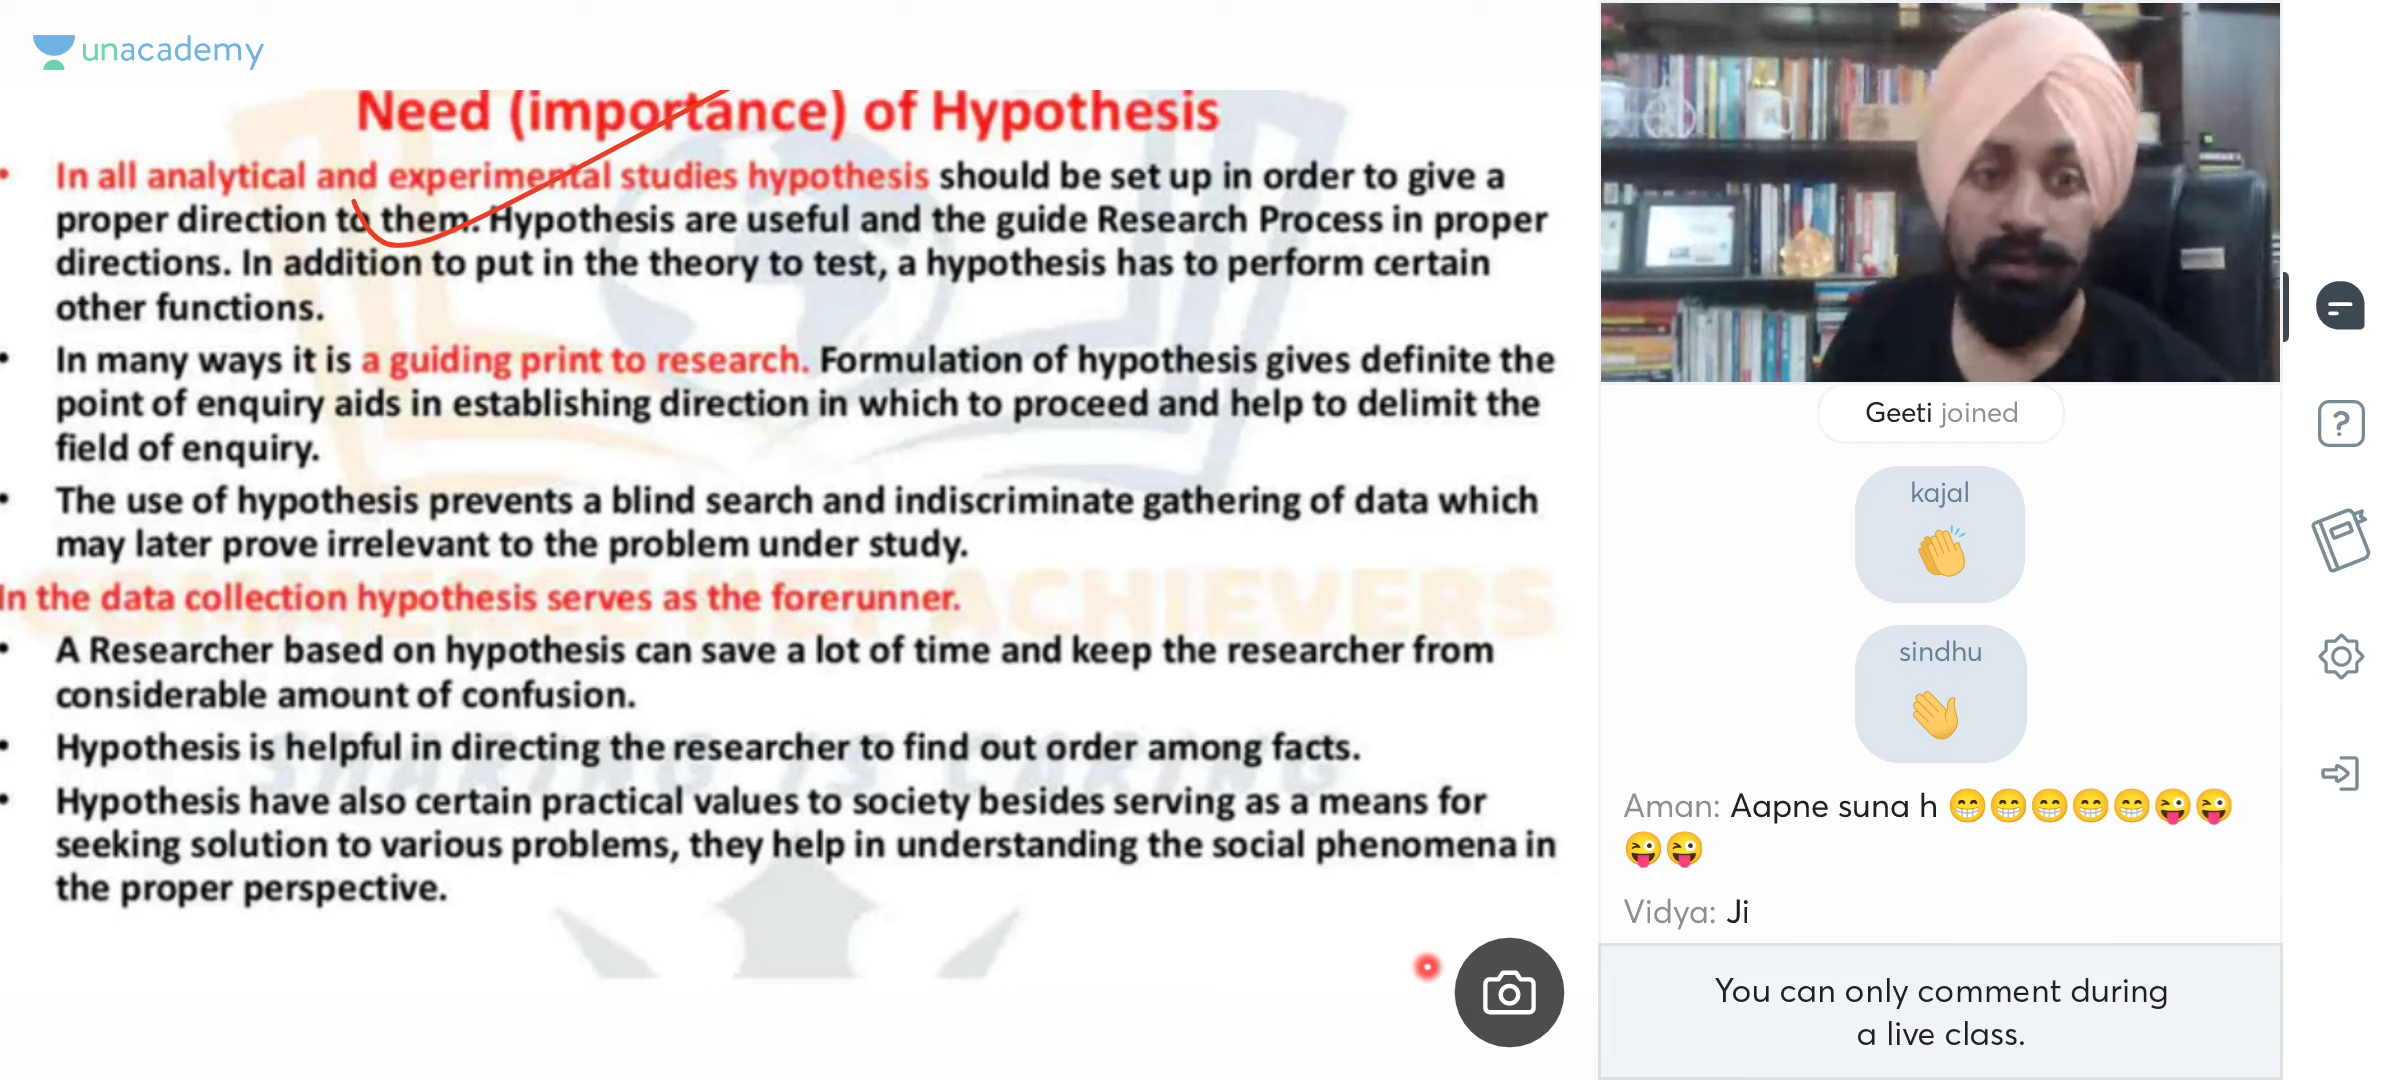 unacademy
Need (importance) of Hypothesis
• In all analytical and experimental studies hypothesis should be set up in order to give a
proper direction to them. Hypothesis are useful and the guide Research Process in proper
directions. In addition to put in the theory to test, a hypothesis has to perform certain
other functions.
• In many ways it is a guiding print to research. Formulation of hypothesis gives definite the
point of enquiry aids in establishing direction in which to proceed and help to delimit the
field of enquiry.
• The use of hypothesis prevents a blind search and indiscriminate gathering of data which
may later prove irrelevant to the problem under study.
In the data collection hypothesis serves as the forerunner.
• A Researcher based on hypothesis can save a lot of time and keep the researcher from
considerable amount of confusion.
• Hypothesis is helpful in directing the researcher to find out order among facts.
• Hypothesis have also certain practical values to society besides serving as a means for
seeking solution to various problems, they help in understanding the social phenomena in
the proper perspective.
COMMERCE NET ACHIEVERS
SHARING IS CARING
Geeti joined
kajal
👏
sindhu
👋
Aman: Aapne suna h 😁😁😁😁😁😜😜
😜😜
Vidya: Ji
You can only comment during
a live class.